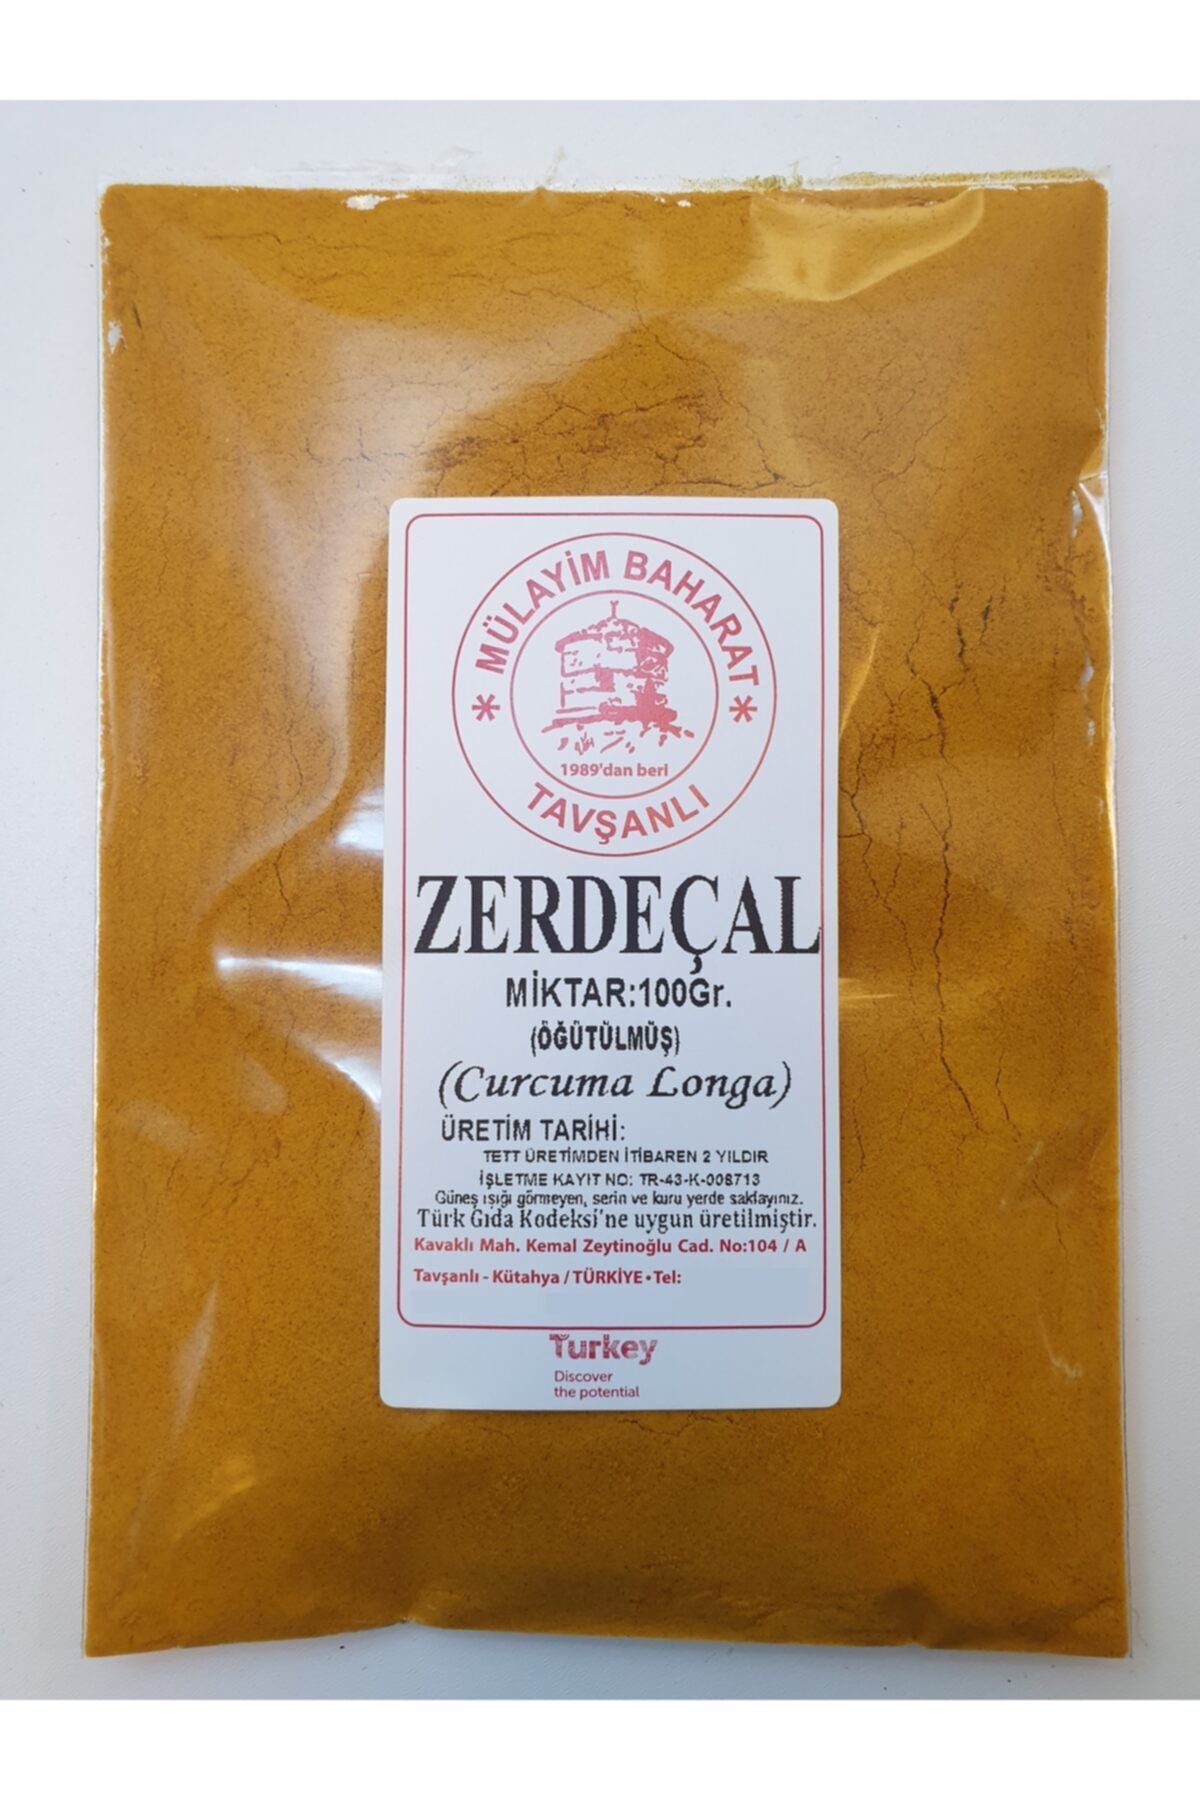 MÜLAYİM BAHARAT
1989'dan beri
* TAVŞANLI *
ZERDEÇAL
MİKTAR:100Gr.
(ÖĞÜTÜLMÜŞ)
(Curcuma Longa)
ÜRETİM TARİHİ:
TETT ÜRETİMDEN İTİBAREN 2 YILDIR
İŞLETME KAYIT NO: TR-43-K-008713
Güneş ışığı görmeyen, serin ve kuru yerde saklayınız.
Türk Gıda Kodeksi'ne uygun üretilmiştir.
Kavaklı Mah. Kemal Zeytinoğlu Cad. No:104 / A
Tavşanlı - Kütahya / TÜRKİYE • Tel:
Turkey
Discover
the potential